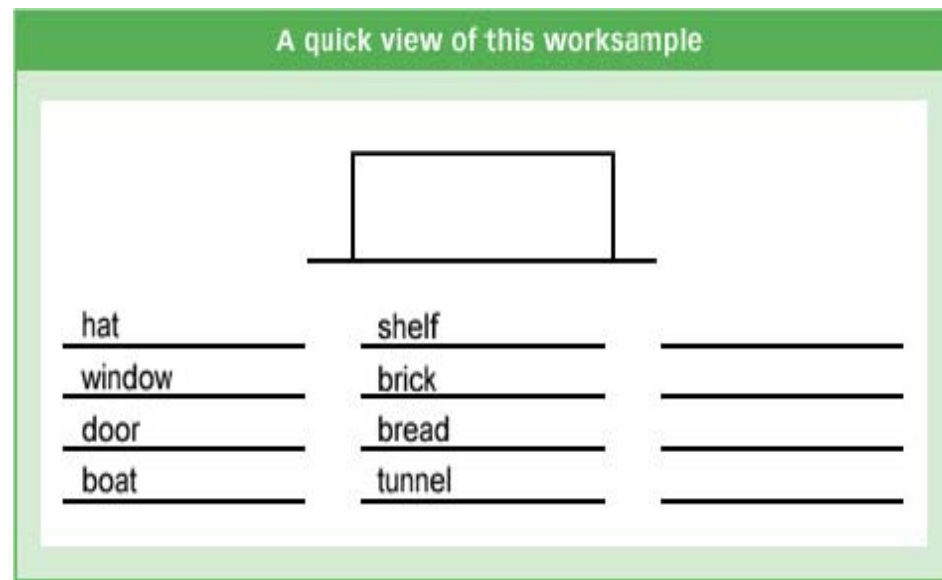 A quick view of this worksample
hat shelf
window brick
door bread
boat tunnel